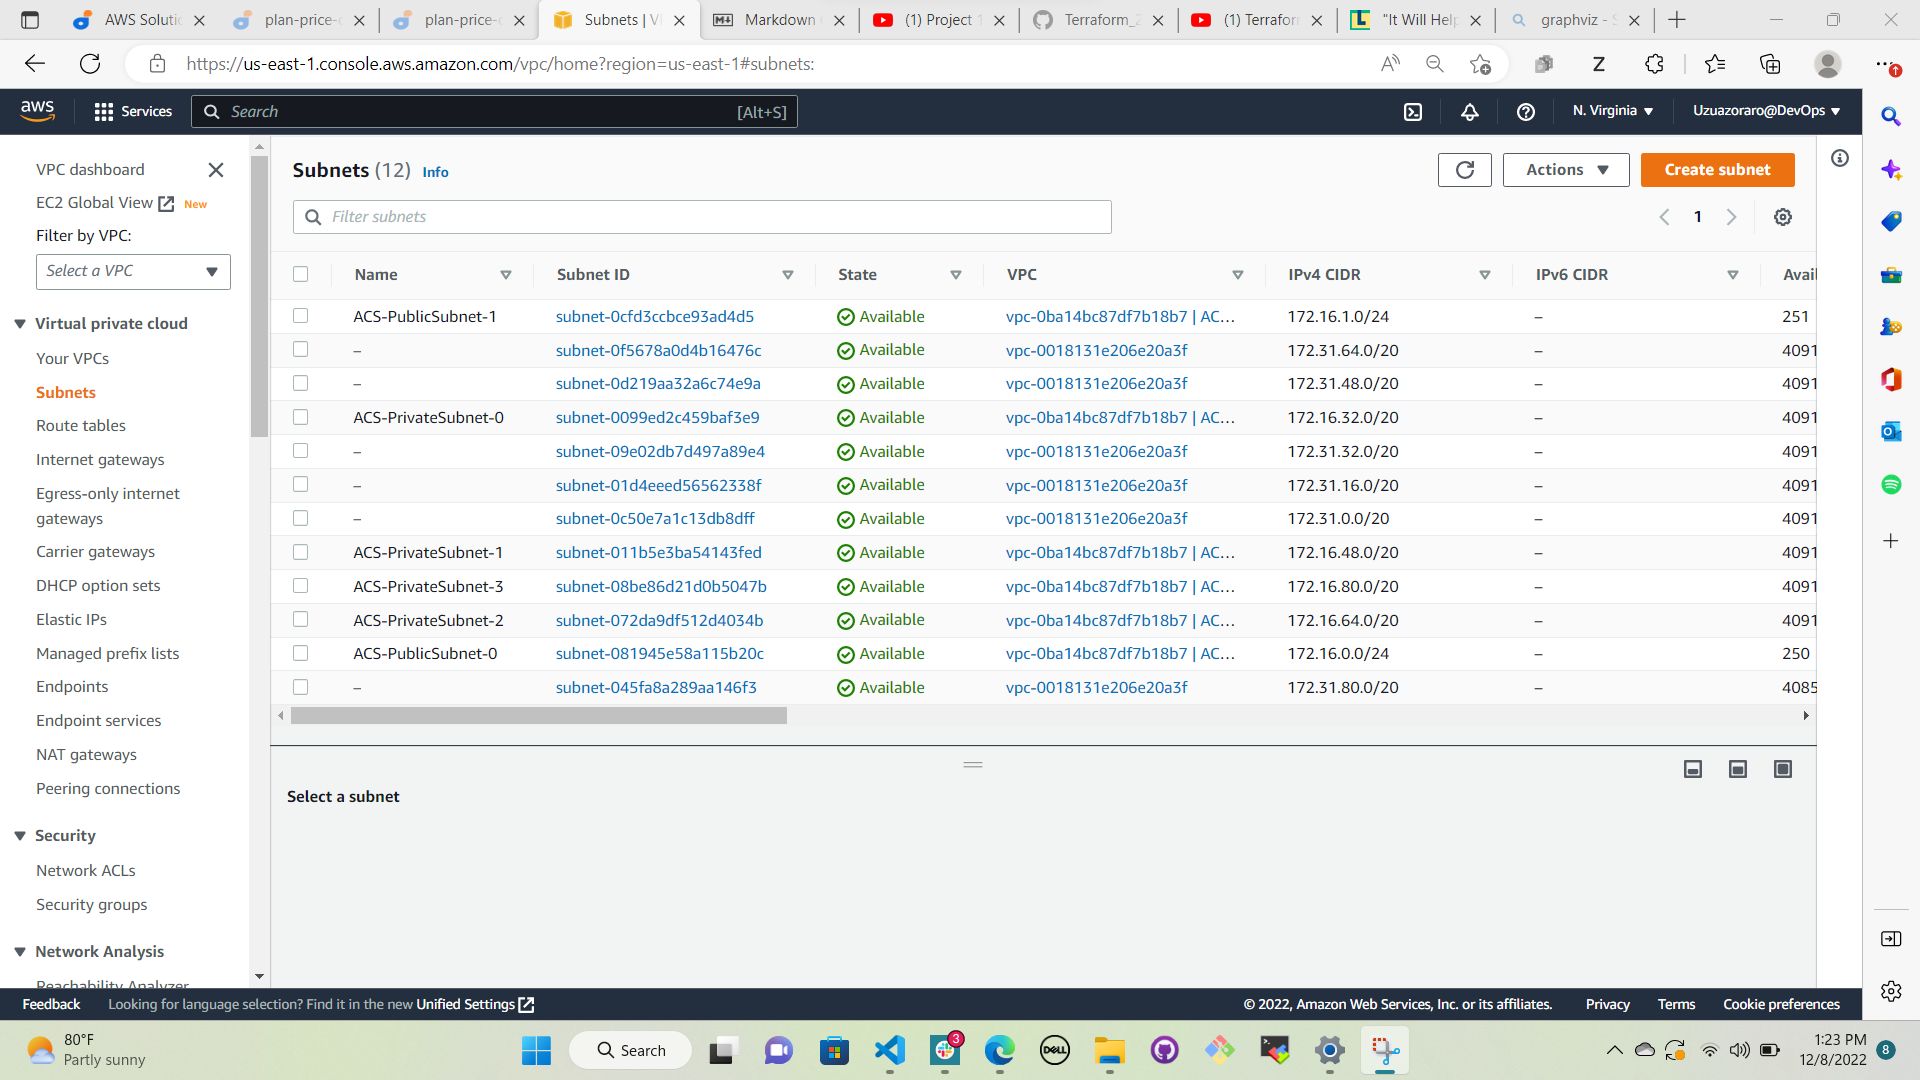 AWS Soluti
plan-price-
plan-price-
Subnets | V
Markdown
(1) Project 1
Terraform_2
(1) Terrafor
"It Will Help
graphviz - S
https://us-east-1.console.aws.amazon.com/vpc/home?region=us-east-1#subnets:
aws
Services
Search
[Alt+S]
N. Virginia
Uzuazoraro@DevOps
VPC dashboard
EC2 Global View New
Filter by VPC:
Select a VPC
Virtual private cloud
Your VPCs
Subnets
Route tables
Internet gateways
Egress-only internet
gateways
Carrier gateways
DHCP option sets
Elastic IPs
Managed prefix lists
Endpoints
Endpoint services
NAT gateways
Peering connections
Security
Network ACLs
Security groups
Network Analysis
Reachability Analyzer
Subnets (12) Info
Actions
Create subnet
Filter subnets
1
Name Subnet ID State VPC IPv4 CIDR IPv6 CIDR Avail
ACS-PublicSubnet-1 subnet-0cfd3ccbce93ad4d5 Available vpc-0ba14bc87df7b18b7 | AC... 172.16.1.0/24 – 251
– subnet-0f5678a0d4b16476c Available vpc-0018131e206e20a3f 172.31.64.0/20 – 4091
– subnet-0d219aa32a6c74e9a Available vpc-0018131e206e20a3f 172.31.48.0/20 – 4091
ACS-PrivateSubnet-0 subnet-0099ed2c459baf3e9 Available vpc-0ba14bc87df7b18b7 | AC... 172.16.32.0/20 – 4091
– subnet-09e02db7d497a89e4 Available vpc-0018131e206e20a3f 172.31.32.0/20 – 4091
– subnet-01d4eeed56562338f Available vpc-0018131e206e20a3f 172.31.16.0/20 – 4091
– subnet-0c50e7a1c13db8dff Available vpc-0018131e206e20a3f 172.31.0.0/20 – 4091
ACS-PrivateSubnet-1 subnet-011b5e3ba54143fed Available vpc-0ba14bc87df7b18b7 | AC... 172.16.48.0/20 – 4091
ACS-PrivateSubnet-3 subnet-08be86d21d0b5047b Available vpc-0ba14bc87df7b18b7 | AC... 172.16.80.0/20 – 4091
ACS-PrivateSubnet-2 subnet-072da9df512d4034b Available vpc-0ba14bc87df7b18b7 | AC... 172.16.64.0/20 – 4091
ACS-PublicSubnet-0 subnet-081945e58a115b20c Available vpc-0ba14bc87df7b18b7 | AC... 172.16.0.0/24 – 250
– subnet-045fa8a289aa146f3 Available vpc-0018131e206e20a3f 172.31.80.0/20 – 4085
Select a subnet
Feedback
Looking for language selection? Find it in the new Unified Settings
© 2022, Amazon Web Services, Inc. or its affiliates.
Privacy
Terms
Cookie preferences
80°F
Partly sunny
Search
3
DELL
1:23 PM
12/8/2022
8